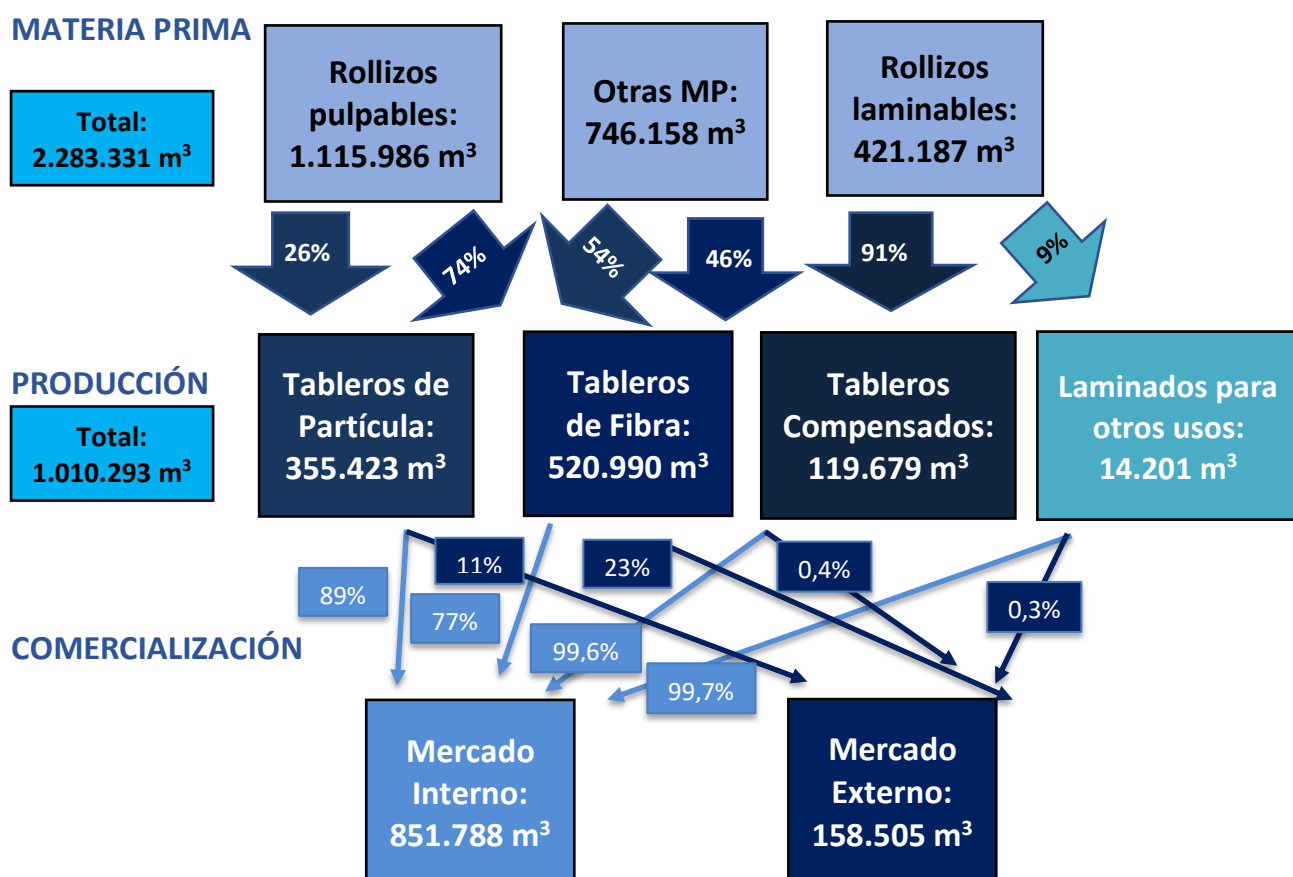 MATERIA PRIMA
Total:
2.283.331 m³
Rollizos
pulpables:
1.115.986 m³
Otras MP:
746.158 m³
Rollizos
laminables:
421.187 m³
26%
74%
54%
46%
91%
9%
PRODUCCIÓN
Total:
1.010.293 m³
Tableros de
Partícula:
355.423 m³
Tableros
de Fibra:
520.990 m³
Tableros
Compensados:
119.679 m³
Laminados para
otros usos:
14.201 m³
11%
23%
0,4%
89%
77%
0,3%
COMERCIALIZACIÓN
99,6%
99,7%
Mercado
Interno:
851.788 m³
Mercado
Externo:
158.505 m³